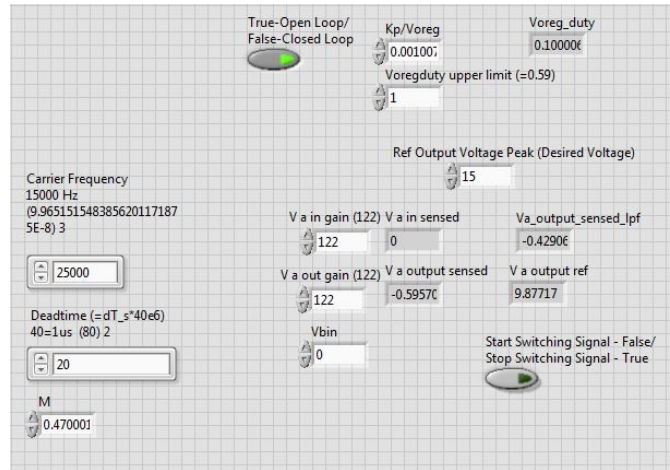 True-Open Loop/
False-Closed Loop
Kp/Voreg
0.001007
Voreg_duty
0.100006
Voregduty upper limit (=0.59)
1
Ref Output Voltage Peak (Desired Voltage)
15
Carrier Frequency
15000 Hz
(9.965151548385620117187
5E-8) 3
25000
V a in gain (122)
122
V a in sensed
0
Va_output_sensed_lpf
-0.42906
V a out gain (122)
122
V a output sensed
-0.5957
V a output ref
9.87717
Deadtime (=dT_s*40e6)
40=1us (80) 2
20
Vbin
0
Start Switching Signal - False/
Stop Switching Signal - True
M
0.470001